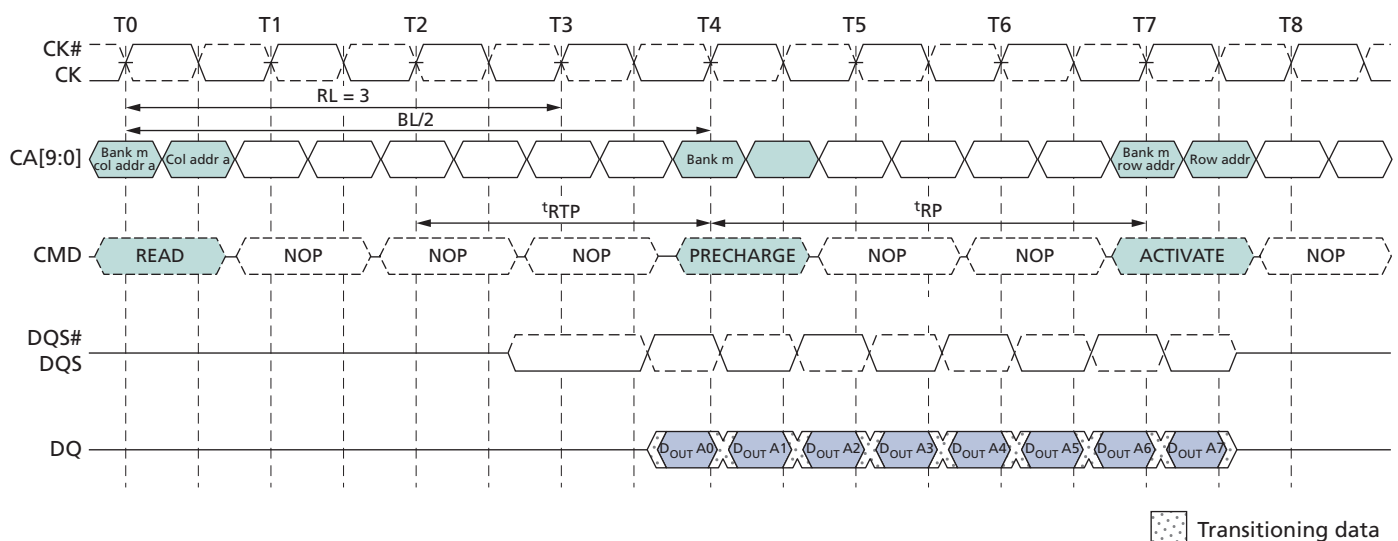 T0 T1 T2 T3 T4 T5 T6 T7 T8
CK#
CK
RL = 3
BL/2
CA[9:0] Bank m col addr a Col addr a Bank m Bank m row addr Row addr
tRTP tRP
CMD READ NOP NOP NOP PRECHARGE NOP NOP ACTIVATE NOP
DQS#
DQS
DQ DOUT A0 DOUT A1 DOUT A2 DOUT A3 DOUT A4 DOUT A5 DOUT A6 DOUT A7
Transitioning data